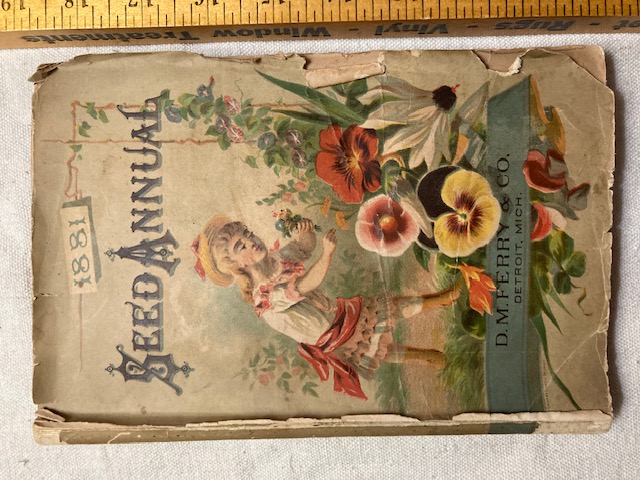 1881
SEED ANNUAL
D.M. FERRY & CO.
DETROIT, MICH.
Rugs - Vinyl - Window Treatments